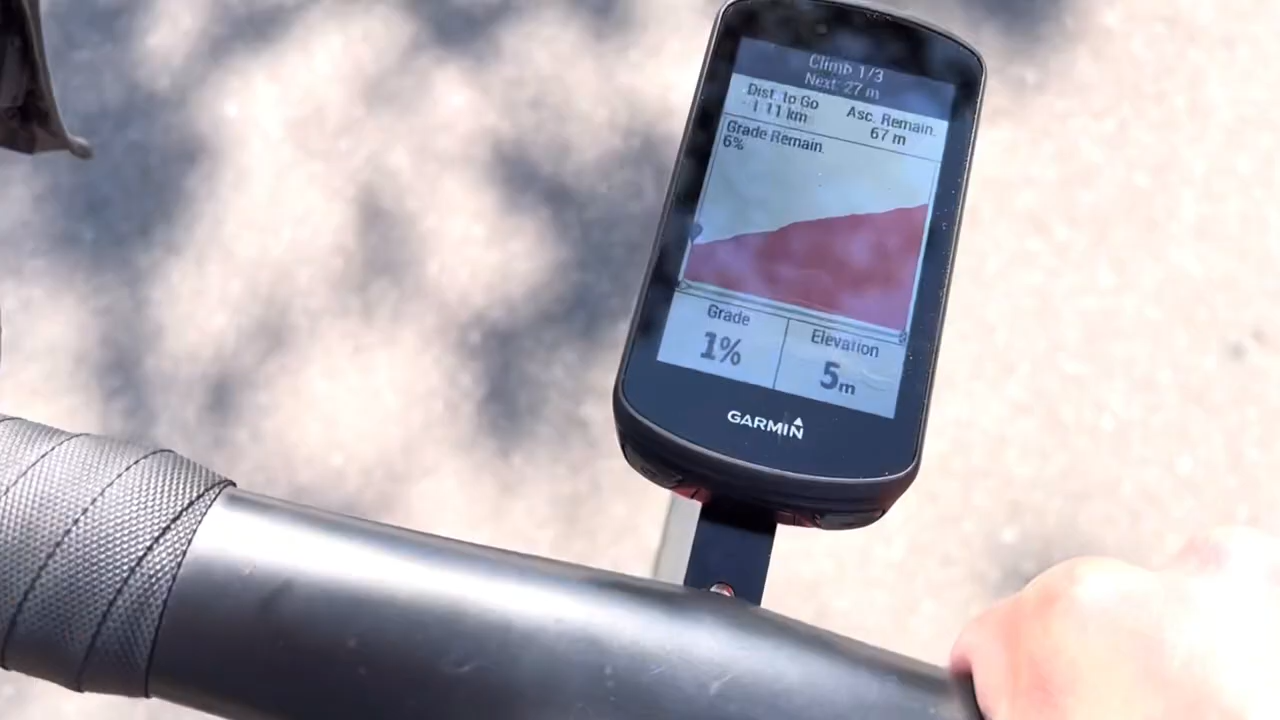 Climb 1/3
Next: 27 m
Dist. to Go
1.11 km
Asc. Remain.
67 m
Grade Remain.
6%
Grade
1%
Elevation
5m
GARMIN